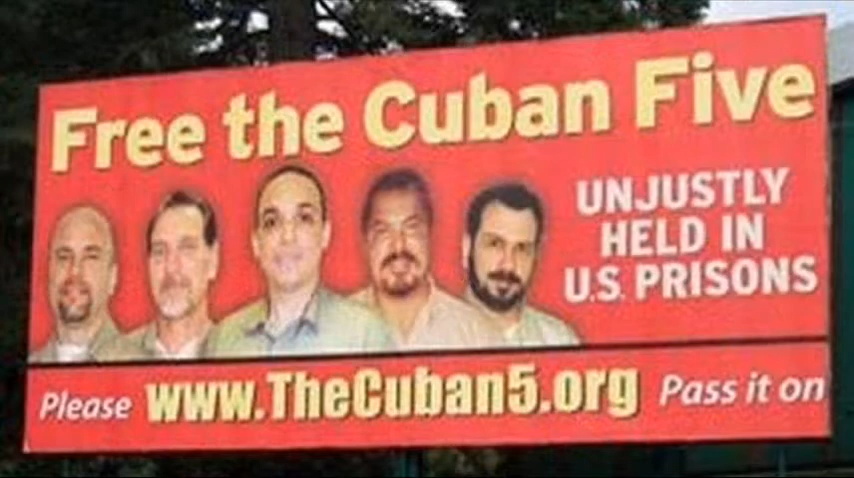 Free the Cuban Five
UNJUSTLY
HELD IN
U.S. PRISONS
Please www.TheCuban5.org Pass it on